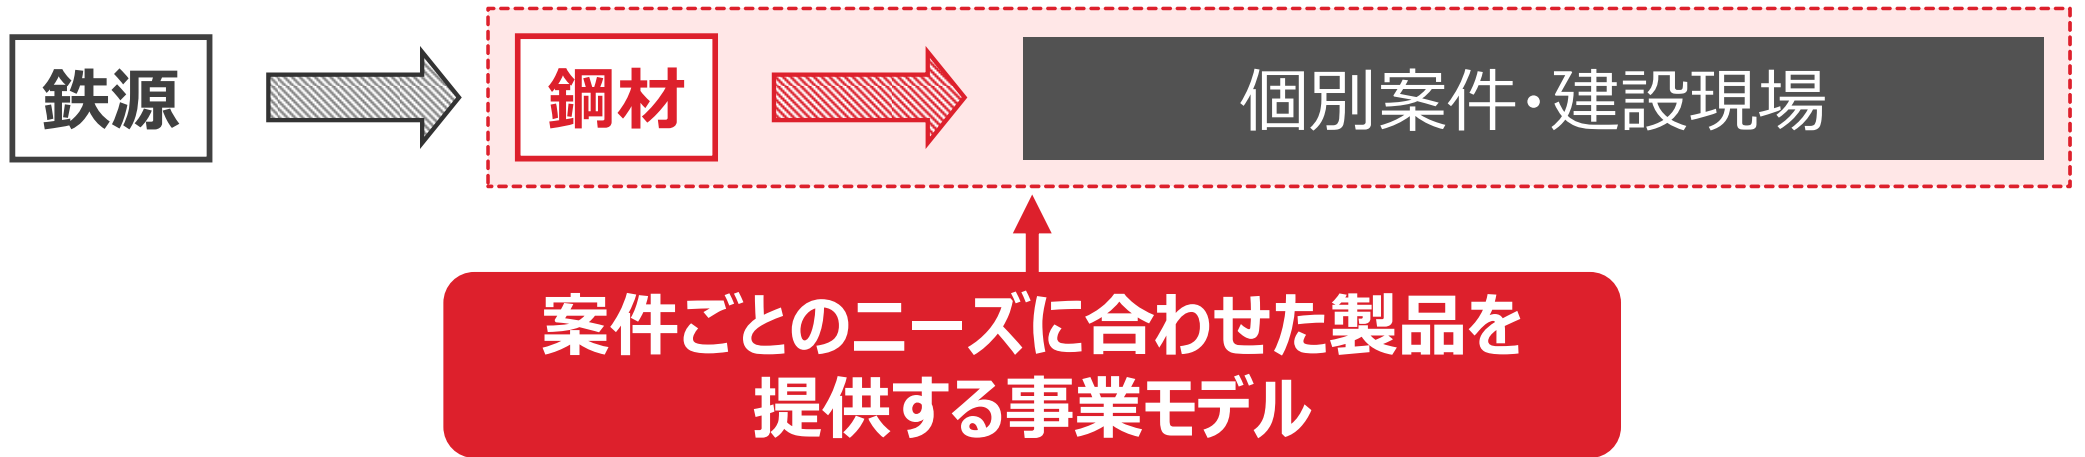 鉄源
鋼材
個別案件・建設現場
案件ごとのニーズに合わせた製品を
提供する事業モデル